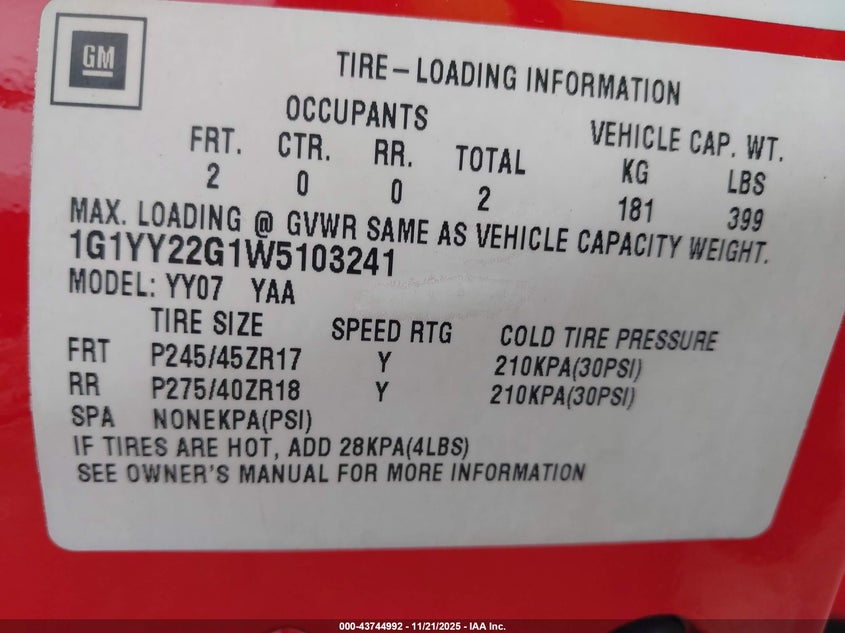 GM
TIRE-LOADING INFORMATION
OCCUPANTS VEHICLE CAP. WT.
FRT. CTR. RR. TOTAL KG LBS
2 0 0 2 181 399
MAX. LOADING @ GVWR SAME AS VEHICLE CAPACITY WEIGHT.
1G1YY22G1W5103241
MODEL: YY07 YAA
TIRE SIZE SPEED RTG COLD TIRE PRESSURE
FRT P245/45ZR17 Y 210KPA(30PSI)
RR P275/40ZR18 Y 210KPA(30PSI)
SPA NONEKPA(PSI)
IF TIRES ARE HOT, ADD 28KPA(4LBS)
SEE OWNER'S MANUAL FOR MORE INFORMATION
000-43744992 - 11/21/2025 - IAA Inc.